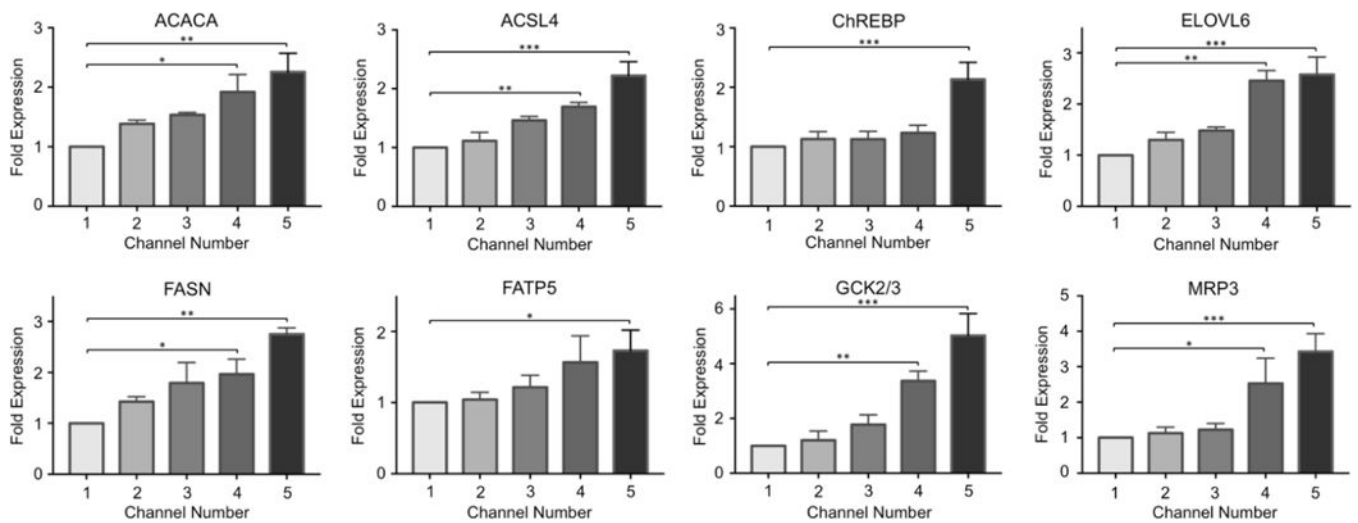 ACACA
Fold Expression
3
2
1
0
**
*
1 2 3 4 5
Channel Number
ACSL4
Fold Expression
3
2
1
0
***
**
1 2 3 4 5
Channel Number
ChREBP
Fold Expression
3
2
1
0
***
1 2 3 4 5
Channel Number
ELOVL6
Fold Expression
3
2
1
0
***
**
1 2 3 4 5
Channel Number
FASN
Fold Expression
3
2
1
0
**
*
1 2 3 4 5
Channel Number
FATP5
Fold Expression
2
1
0
*
1 2 3 4 5
Channel Number
GCK2/3
Fold Expression
6
4
2
0
***
**
1 2 3 4 5
Channel Number
MRP3
Fold Expression
5
4
3
2
1
0
***
*
1 2 3 4 5
Channel Number